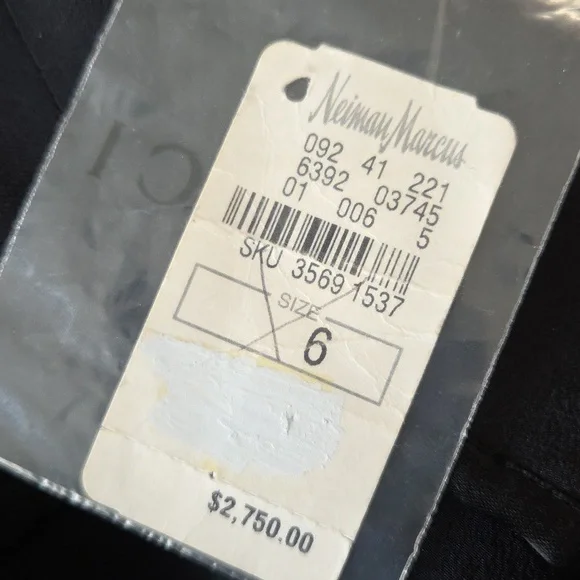 Neiman Marcus
092 41 221
6392 03745
01 006 5
SKU 3569 1537
SIZE
6
$2,750.00